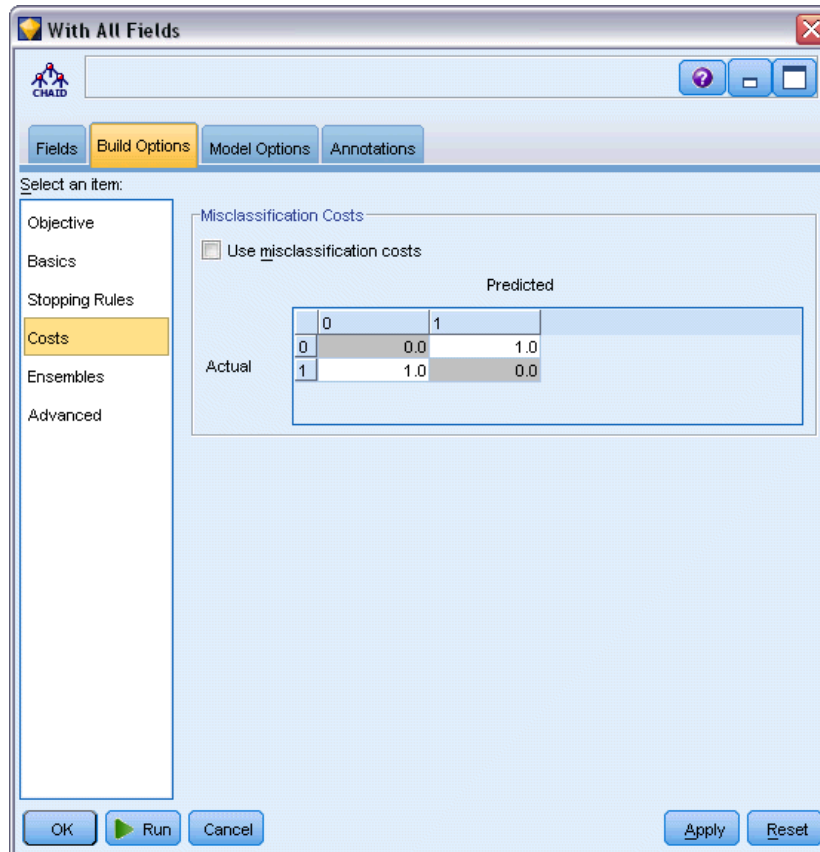 With All Fields
CHAID
Fields Build Options Model Options Annotations
Select an item:
Objective
Basics
Stopping Rules
Costs
Ensembles
Advanced
Misclassification Costs
Use misclassification costs
Predicted
0 1
Actual
0 0.0 1.0
1 1.0 0.0
OK Run Cancel Apply Reset